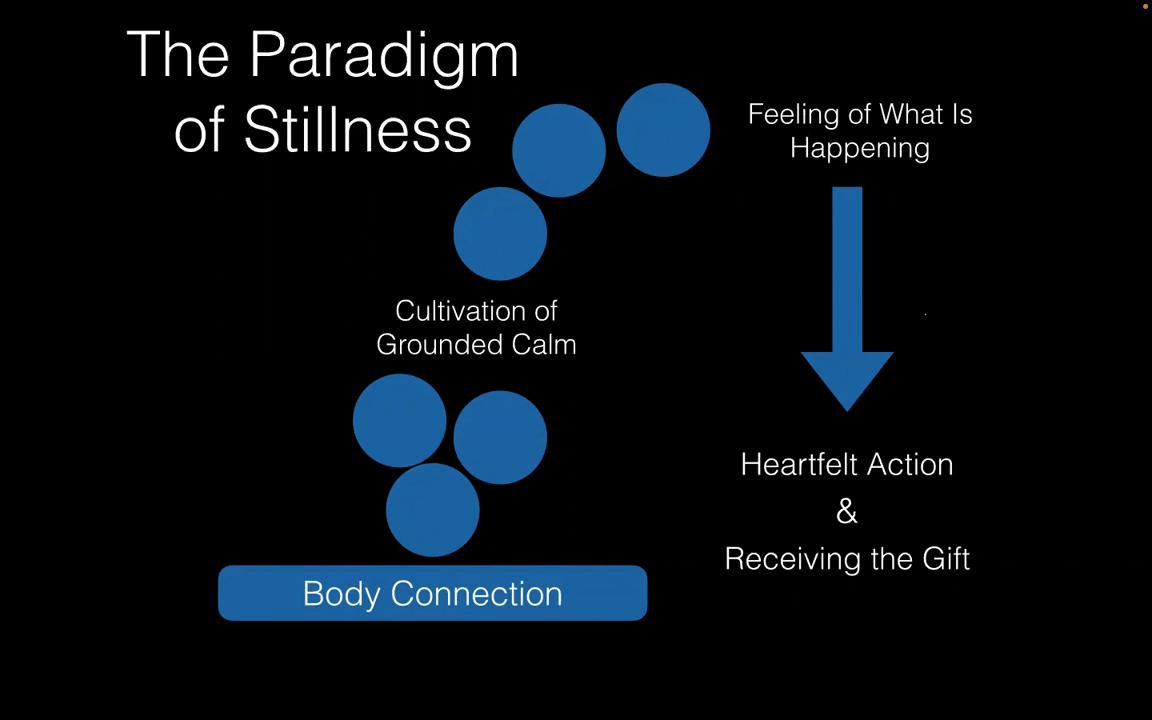 The Paradigm
of Stillness
Feeling of What Is
Happening
Cultivation of
Grounded Calm
Heartfelt Action
&
Receiving the Gift
Body Connection